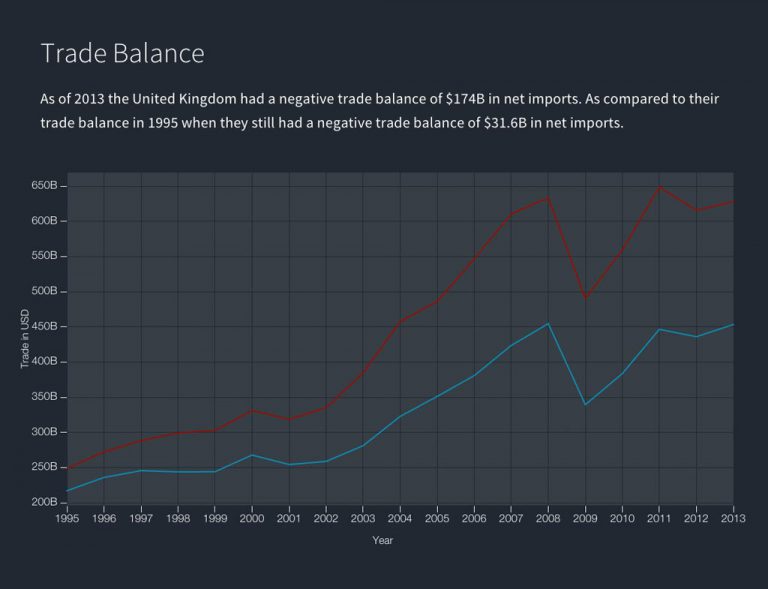 Trade Balance
As of 2013 the United Kingdom had a negative trade balance of $174B in net imports. As compared to their
trade balance in 1995 when they still had a negative trade balance of $31.6B in net imports.
650B
600B
550B
500B
450B
400B
350B
300B
250B
200B
Trade in USD
1995 1996 1997 1998 1999 2000 2001 2002 2003 2004 2005 2006 2007 2008 2009 2010 2011 2012 2013
Year